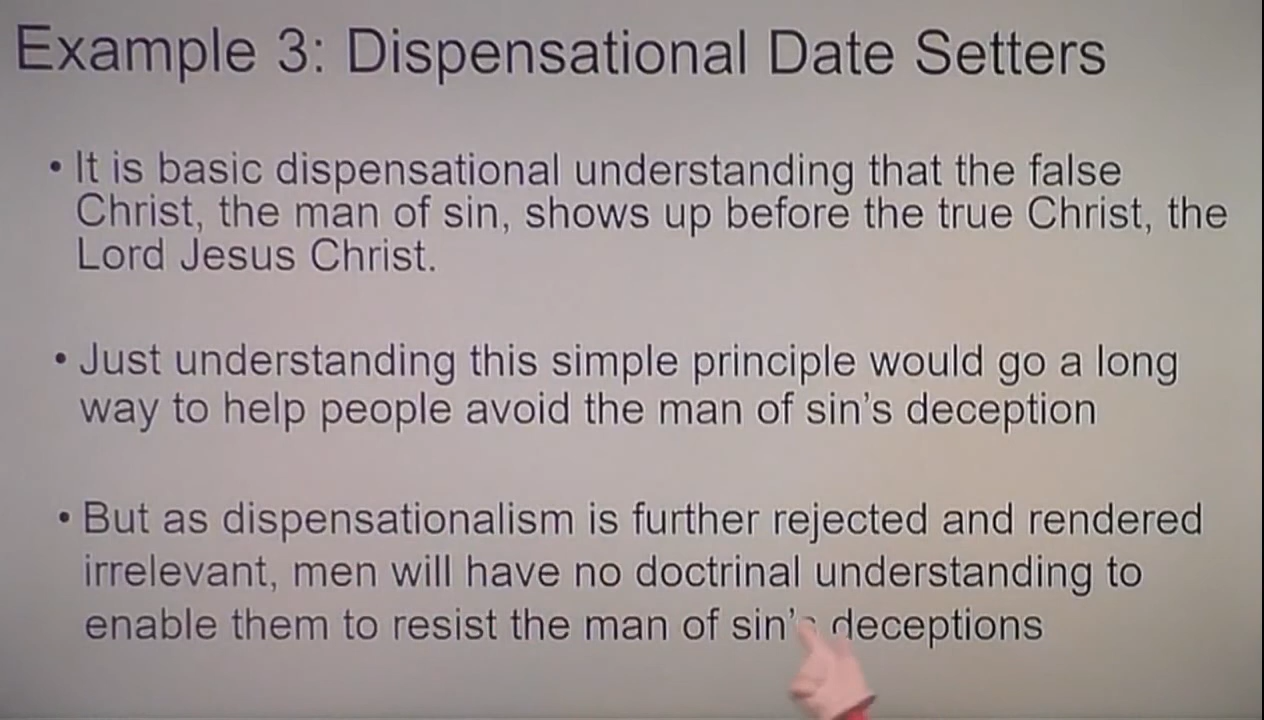 Example 3: Dispensational Date Setters
• It is basic dispensational understanding that the false
Christ, the man of sin, shows up before the true Christ, the
Lord Jesus Christ.
• Just understanding this simple principle would go a long
way to help people avoid the man of sin's deception
• But as dispensationalism is further rejected and rendered
irrelevant, men will have no doctrinal understanding to
enable them to resist the man of sin's deceptions